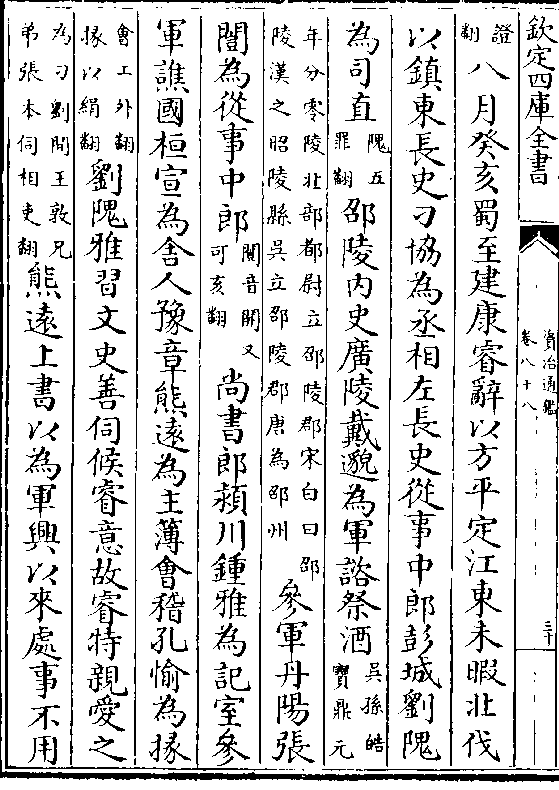 欽定四庫全書
資治通鑑
卷八十八
三十
證翻八月癸亥蜀至建康睿辭以方平定江東未暇北伐
以鎮東長史刁協為丞相左長史從事中郎彭城劉隗
為司直隗五罪翻邵陵内史廣陵戴邈為軍諮祭酒吳孫皓寶鼎元
年分零陵北部都尉立邵陵郡宋白曰邵陵漢之昭陵縣吳立邵陵郡唐為邵州參軍丹陽張
闓為從事中郎闓音開又可亥翻尚書郎潁川鍾雅為記室參
軍譙國桓宣為舍人豫章熊遠為主簿會稽孔愉為掾
會工外翻掾以絹翻劉隗雅習文史善伺候睿意故睿特親愛之
為刁劉閒王敦兄弟張本伺相吏翻熊遠上書以為軍興以來處事不用